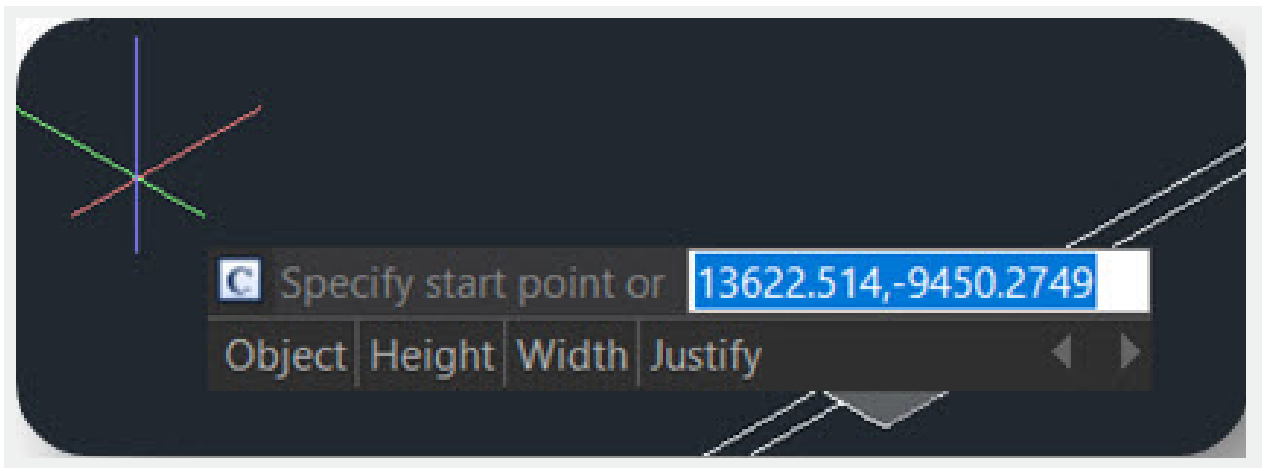 C Specify start point or 13622.514,-9450.2749
Object Height Width Justify